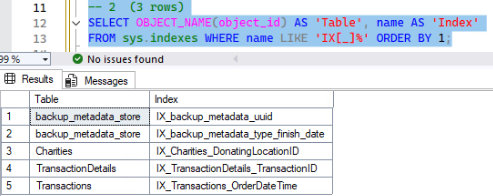 11
12 -- 2 (3 rows)
SELECT OBJECT_NAME(object_id) AS 'Table', name AS 'Index'
13 FROM sys.indexes WHERE name LIKE 'IX[_]%' ORDER BY 1;
99 % No issues found
Results Messages
Table Index
1 backup_metadata_store IX_backup_metadata_uuid
2 backup_metadata_store IX_backup_metadata_type_finish_date
3 Charities IX_Charities_DonatingLocationID
4 TransactionDetails IX_TransactionDetails_TransactionID
5 Transactions IX_Transactions_OrderDateTime